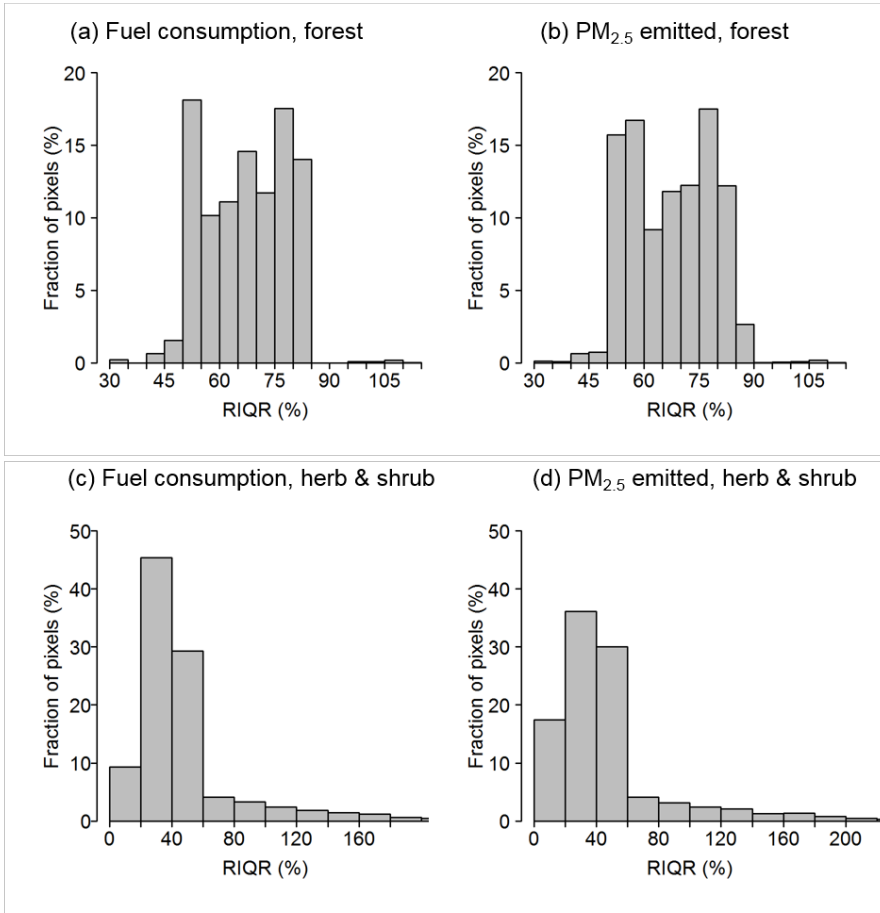 (a) Fuel consumption, forest
Fraction of pixels (%)
20
15
10
5
0
30 45 60 75 90 105
RIQR (%)
(b) PM2.5 emitted, forest
Fraction of pixels (%)
20
15
10
5
0
30 45 60 75 90 105
RIQR (%)
(c) Fuel consumption, herb & shrub
Fraction of pixels (%)
50
40
30
20
10
0
0 40 80 120 160
RIQR (%)
(d) PM2.5 emitted, herb & shrub
Fraction of pixels (%)
50
40
30
20
10
0
0 40 80 120 160 200
RIQR (%)